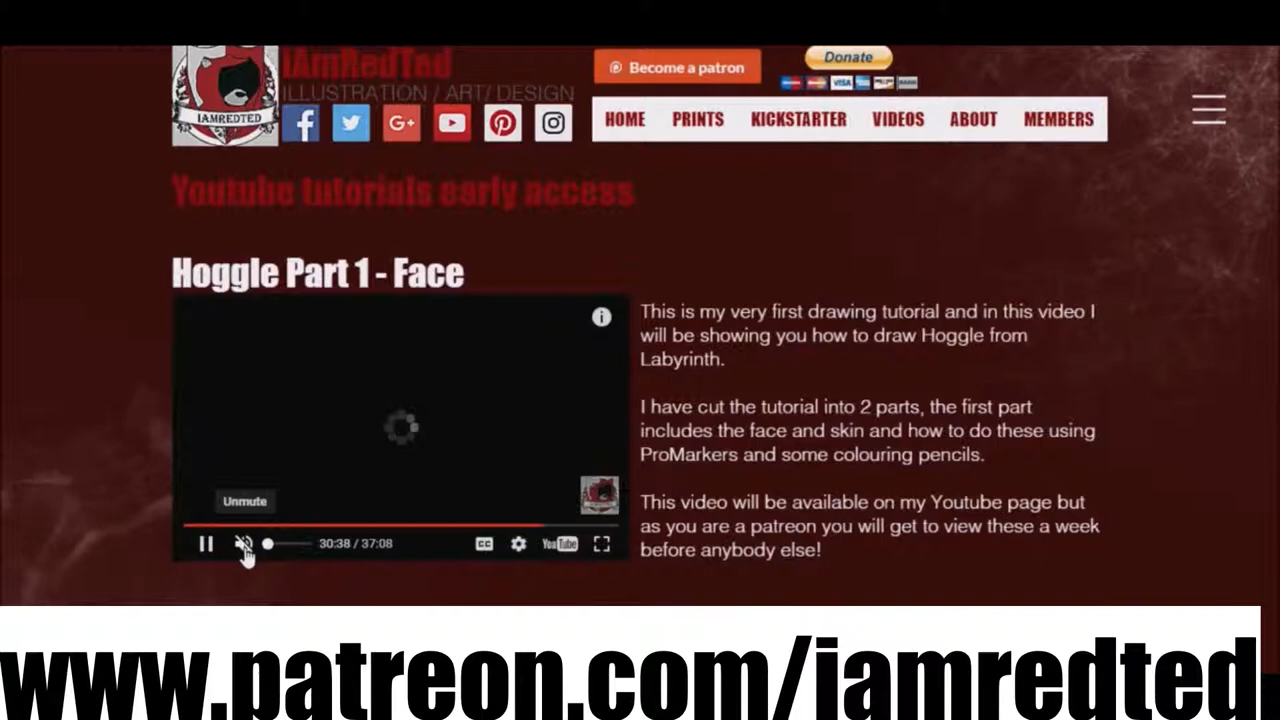 IAmRedTed
ILLUSTRATION / ART/ DESIGN
IAMREDTED
Become a patron
Donate
VISA
HOME PRINTS KICKSTARTER VIDEOS ABOUT MEMBERS
Youtube tutorials early access
Hoggle Part 1 - Face
This is my very first drawing tutorial and in this video I
will be showing you how to draw Hoggle from
Labyrinth.
I have cut the tutorial into 2 parts, the first part
includes the face and skin and how to do these using
ProMarkers and some colouring pencils.
This video will be available on my Youtube page but
as you are a patreon you will get to view these a week
before anybody else!
Unmute
30:38 / 37:08
CC
YouTube
www.patreon.com/iamredted